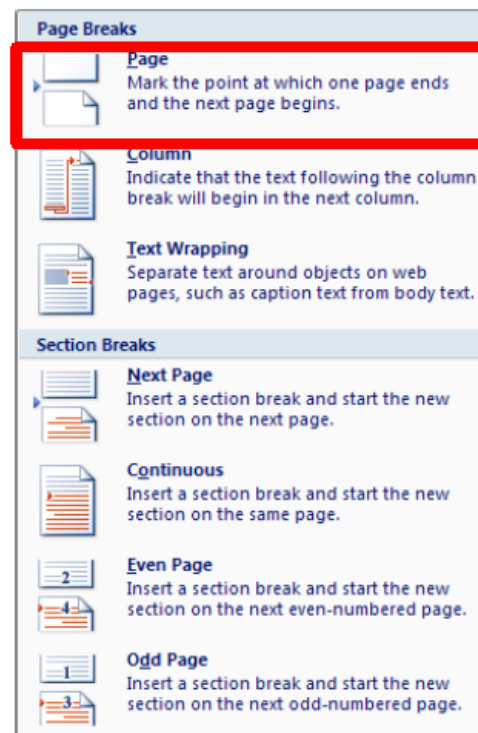 Page Breaks
Page
Mark the point at which one page ends
and the next page begins.
Column
Indicate that the text following the column
break will begin in the next column.
Text Wrapping
Separate text around objects on web
pages, such as caption text from body text.
Section Breaks
Next Page
Insert a section break and start the new
section on the next page.
Continuous
Insert a section break and start the new
section on the same page.
2
4
Even Page
Insert a section break and start the new
section on the next even-numbered page.
1
3
Odd Page
Insert a section break and start the new
section on the next odd-numbered page.